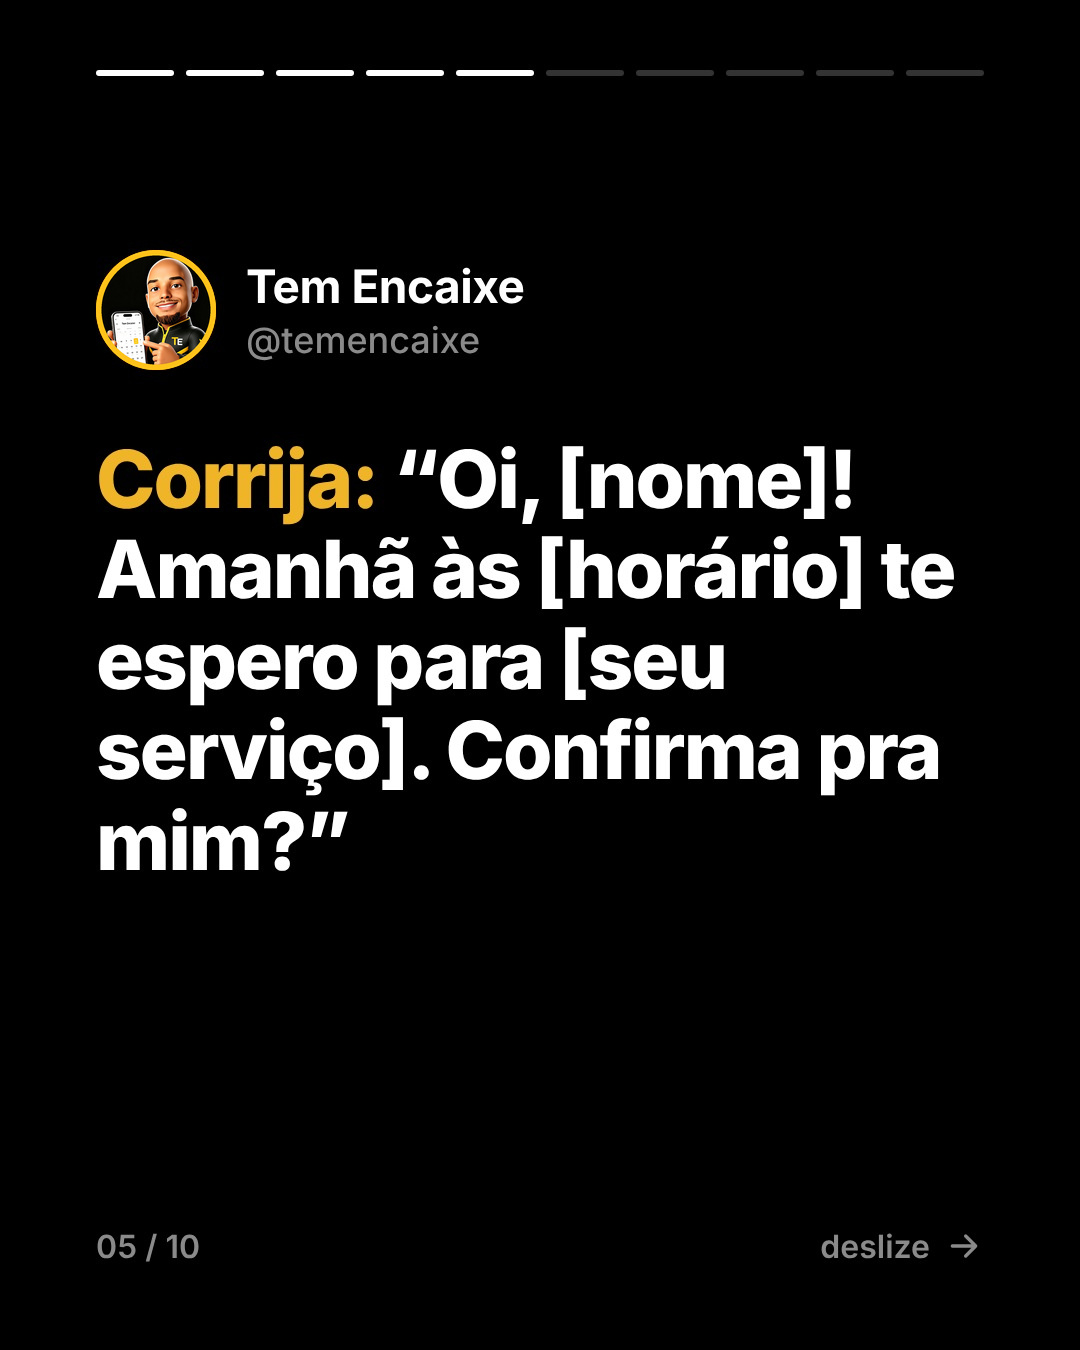 Tem Encaixe
@temencaixe
Corrija: “Oi, [nome]!
Amanhã às [horário] te
espero para [seu
serviço]. Confirma pra
mim?”
05 / 10
deslize →